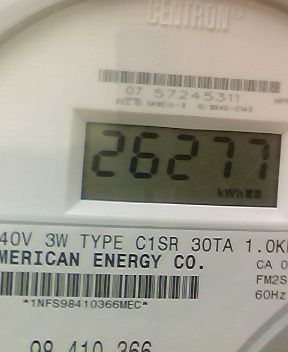 CENTRON®
07 57245311
26277
kWh
40V 3W TYPE C1SR 30TA 1.0K
MERICAN ENERGY CO.
CA 0
FM2S
60Hz
*1NFS98410366MEC*
98 410 366